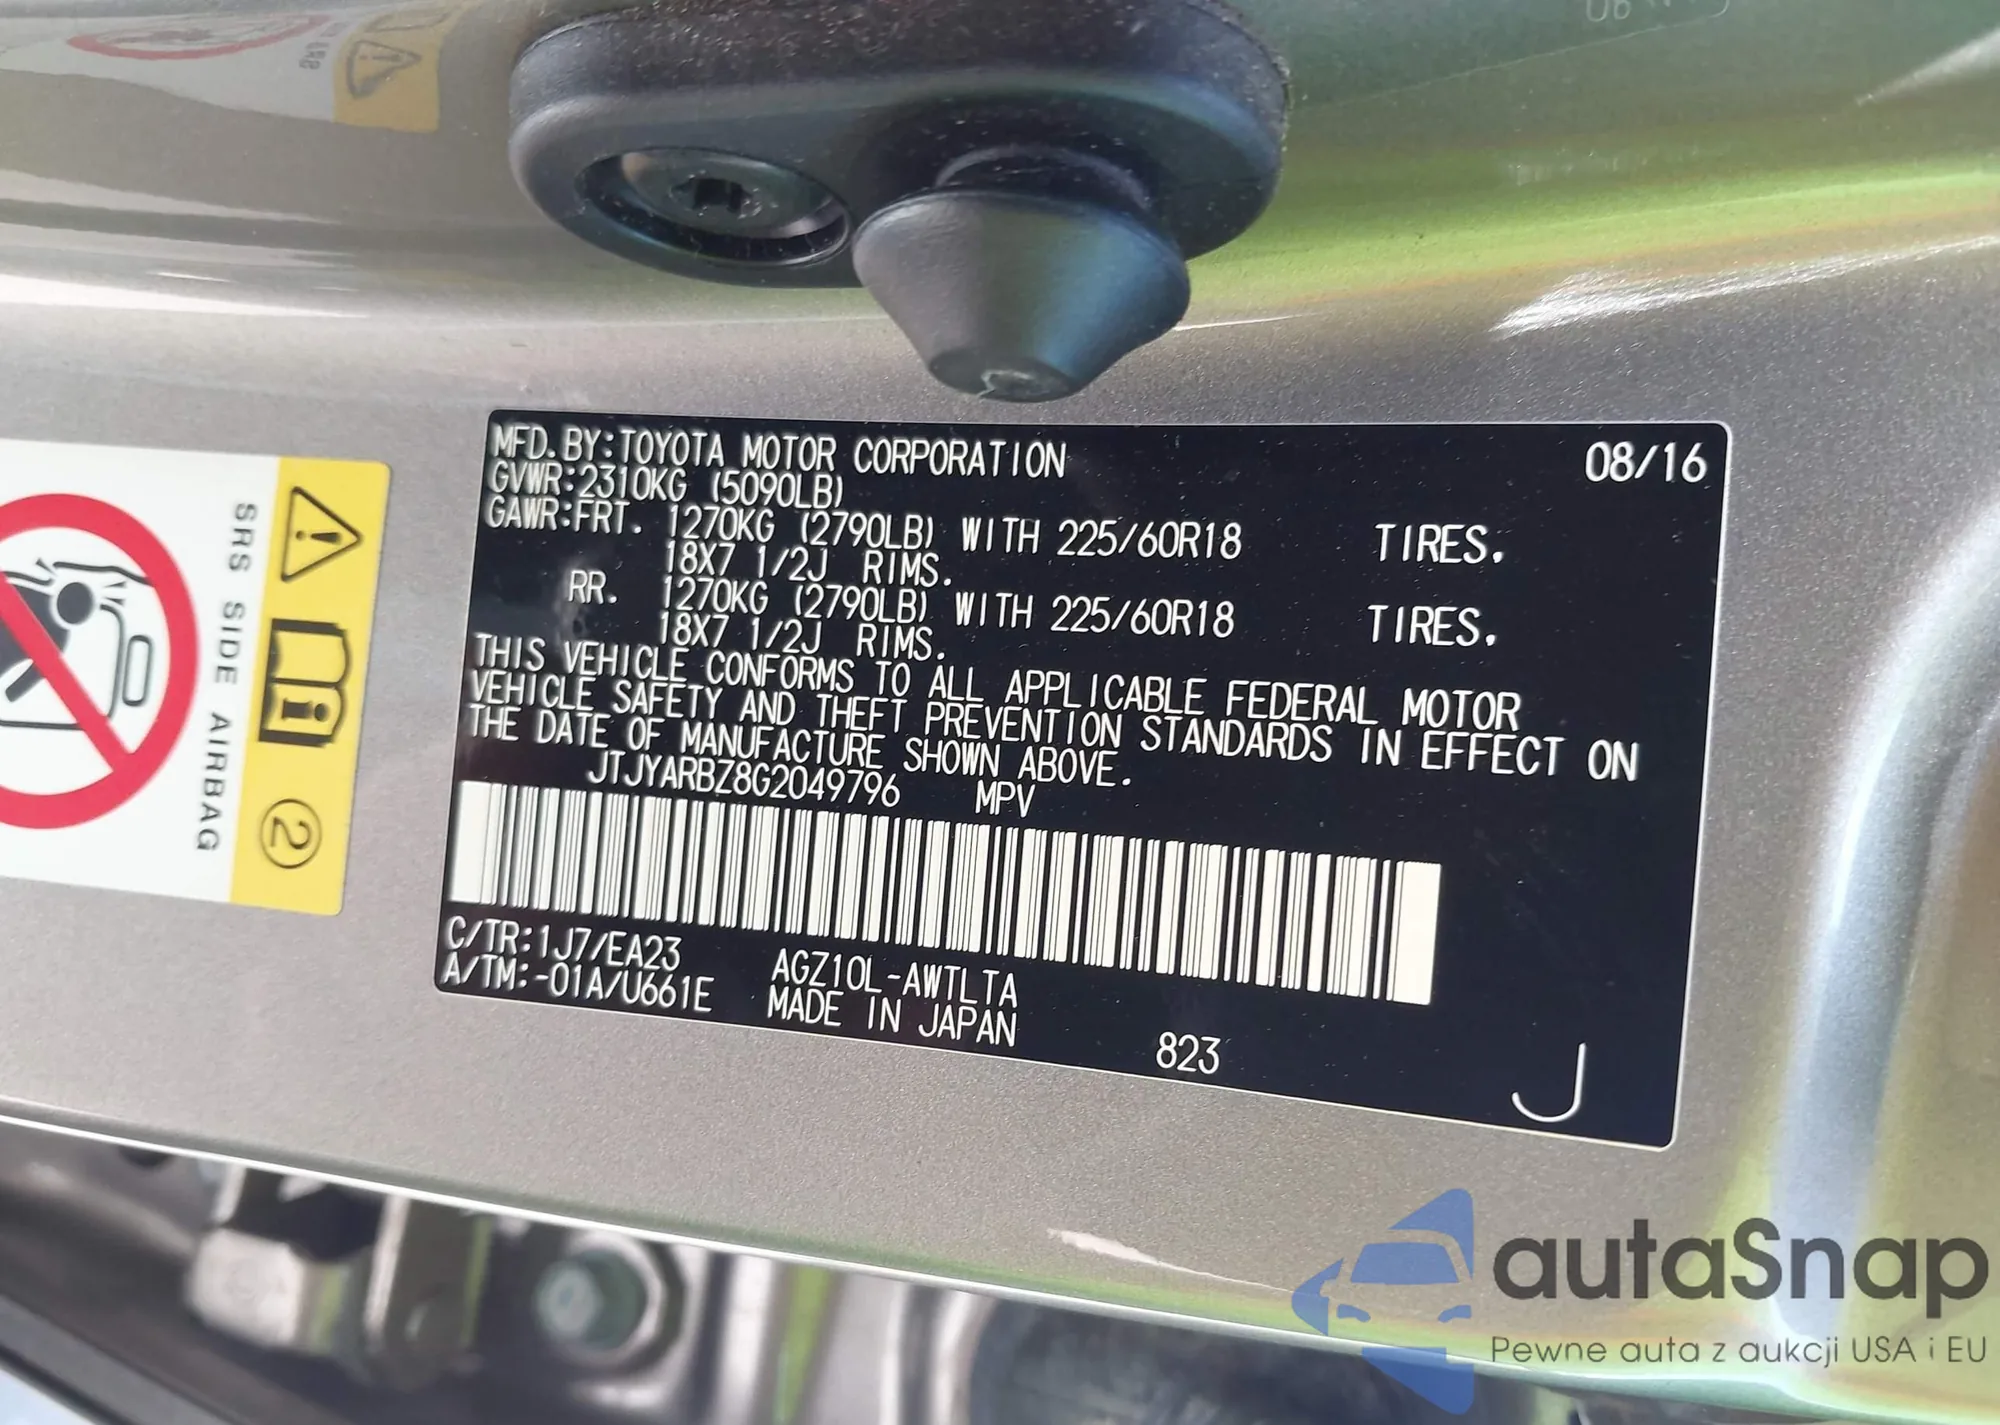 MFD.BY:TOYOTA MOTOR CORPORATION 08/16
GVWR:2310KG (5090LB)
GAWR:FRT. 1270KG (2790LB) WITH 225/60R18 TIRES.
18X7 1/2J RIMS.
RR. 1270KG (2790LB) WITH 225/60R18 TIRES.
18X7 1/2J RIMS.
THIS VEHICLE CONFORMS TO ALL APPLICABLE FEDERAL MOTOR
VEHICLE SAFETY AND THEFT PREVENTION STANDARDS IN EFFECT ON
THE DATE OF MANUFACTURE SHOWN ABOVE.
JTJYARBZ8G2049796 MPV
C/TR:1J7/EA23 AGZ10L-AWTLTA
A/TM:-01A/U661E MADE IN JAPAN
823
J
SRS SIDE AIRBAG
2
autaSnap
Pewne auta z aukcji USA i EU